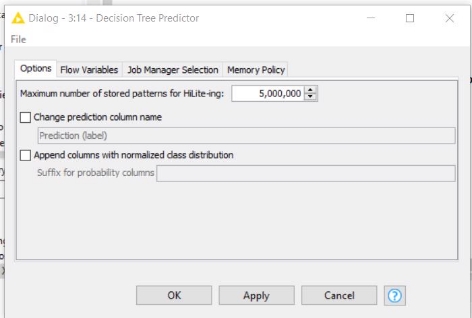 Dialog - 3:14 - Decision Tree Predictor
File
Options Flow Variables Job Manager Selection Memory Policy
Maximum number of stored patterns for HiLite-ing: 5,000,000
Change prediction column name
Prediction (label)
Append columns with normalized class distribution
Suffix for probability columns
OK Apply Cancel ?